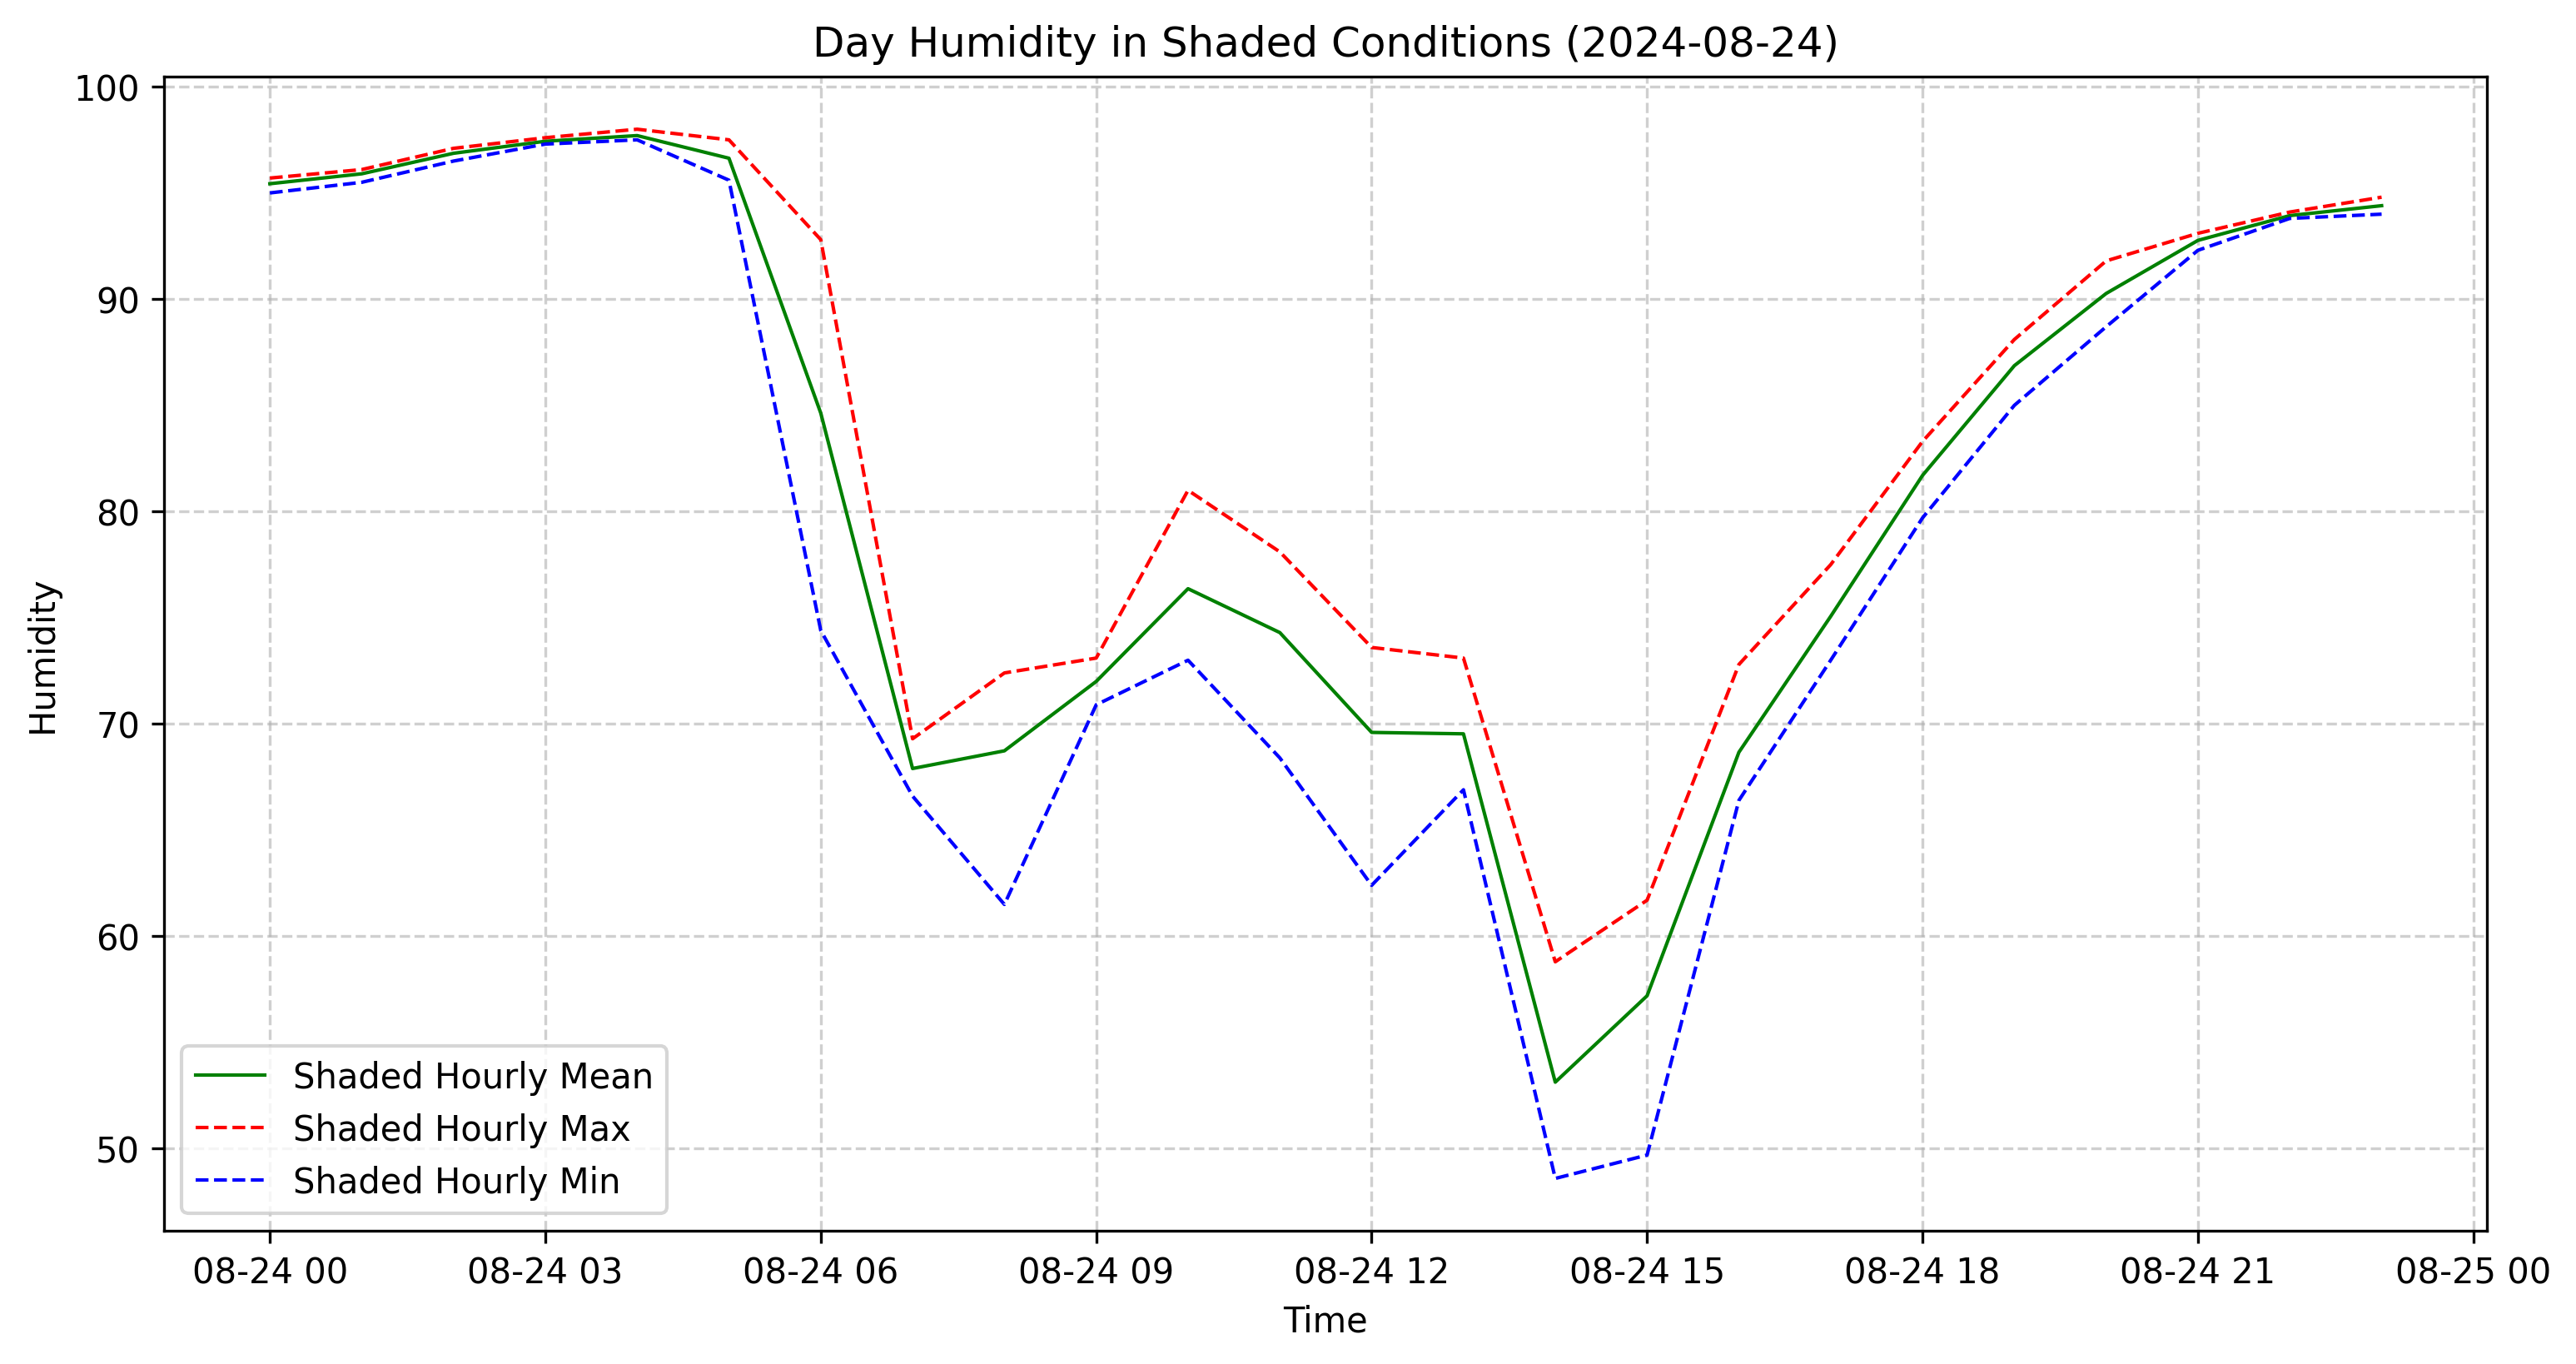 Day Humidity in Shaded Conditions (2024-08-24)
100
90
80
70
60
50
Humidity
Shaded Hourly Mean
Shaded Hourly Max
Shaded Hourly Min
08-24 00 08-24 03 08-24 06 08-24 09 08-24 12 08-24 15 08-24 18 08-24 21 08-25 00
Time